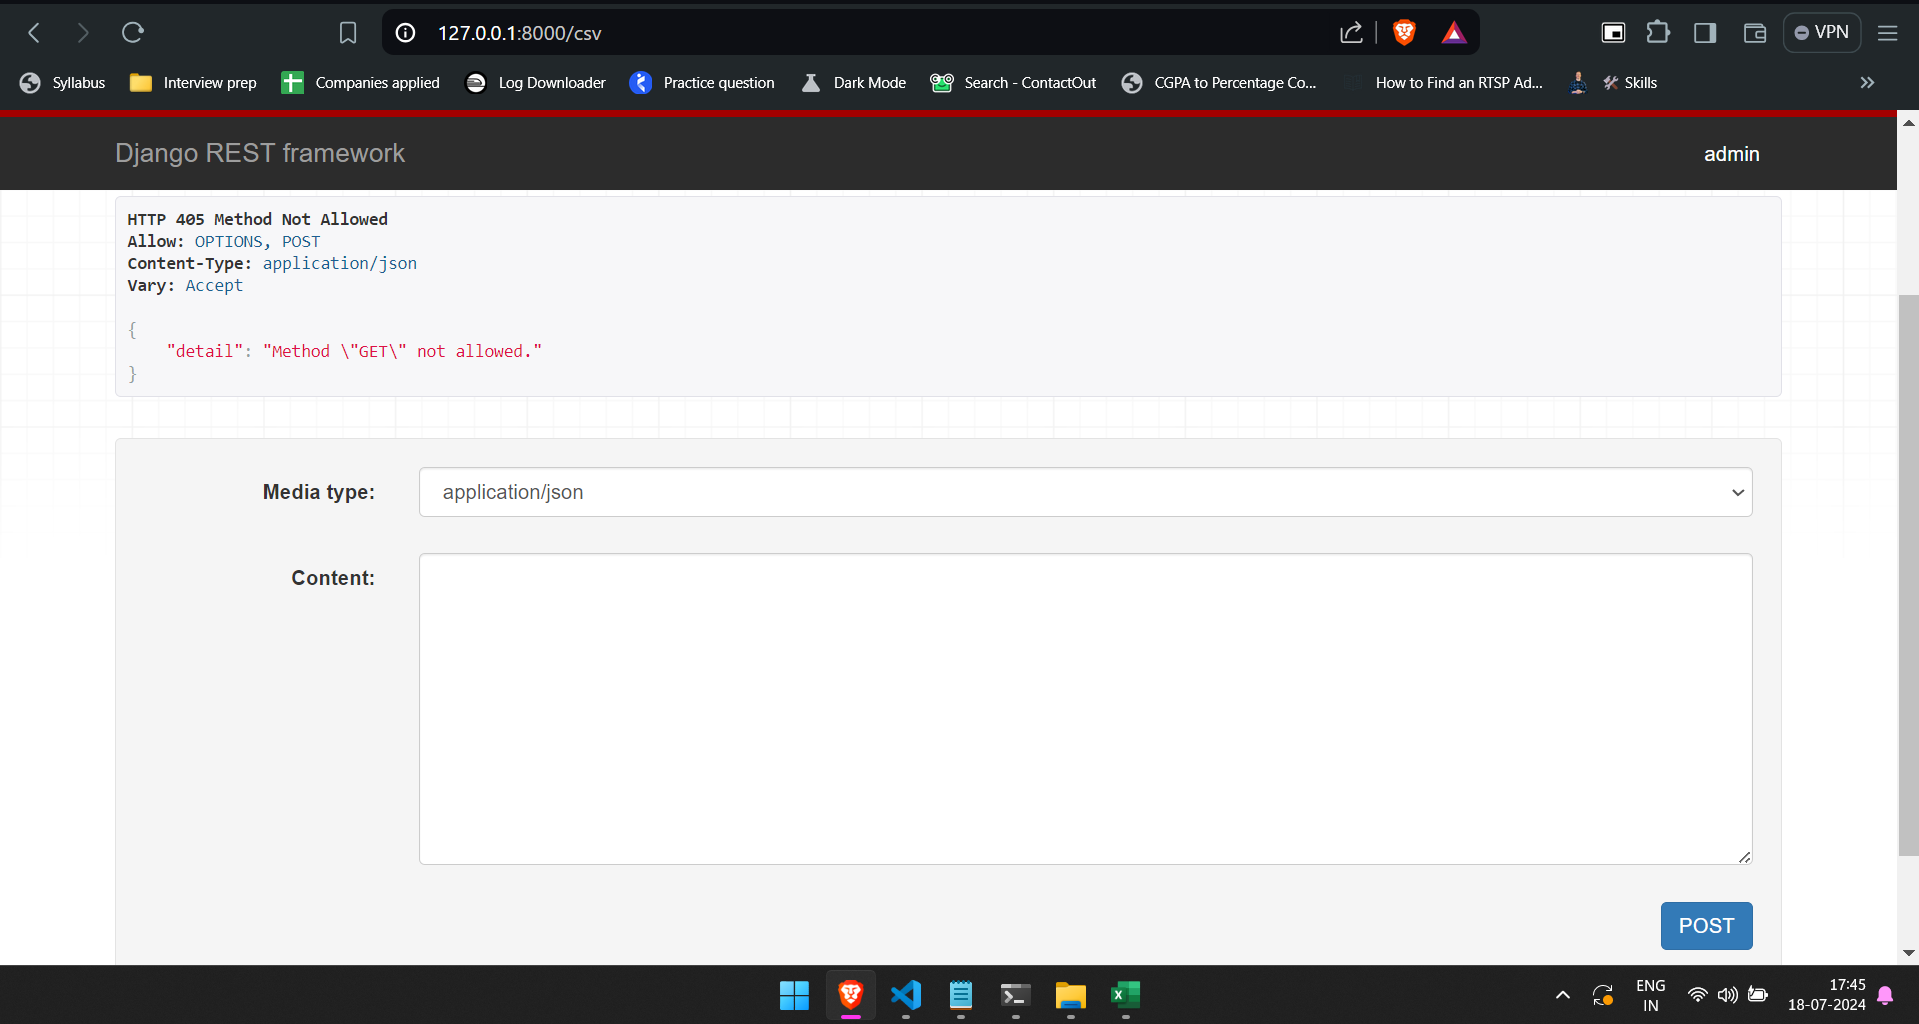 127.0.0.1:8000/csv
VPN
Syllabus Interview prep Companies applied Log Downloader Practice question Dark Mode Search - ContactOut CGPA to Percentage Co... How to Find an RTSP Ad... Skills
Django REST framework admin
HTTP 405 Method Not Allowed
Allow: OPTIONS, POST
Content-Type: application/json
Vary: Accept
{
"detail": "Method \"GET\" not allowed."
}
Media type: application/json
Content:
POST
ENG
IN
17:45
18-07-2024